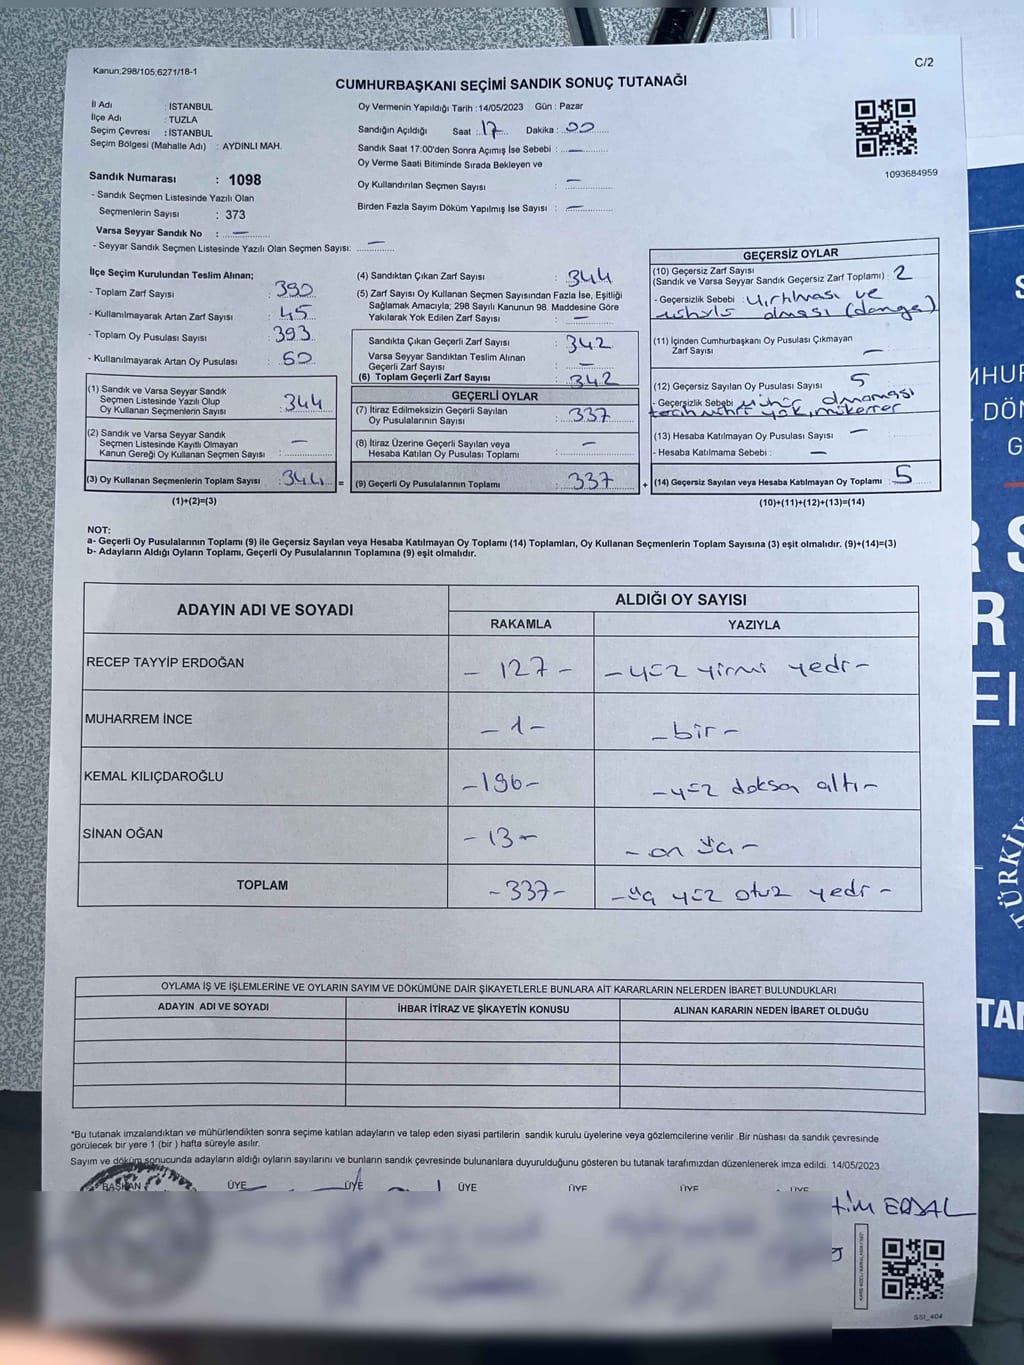 Kanun;298/105;6271/18-1
C/2
CUMHURBAŞKANI SEÇİMİ SANDIK SONUÇ TUTANAĞI
İl Adı : İSTANBUL
İlçe Adı : TUZLA
Seçim Çevresi : İSTANBUL
Seçim Bölgesi (Mahalle Adı) : AYDINLI MAH.
Oy Vermenin Yapıldığı Tarih :14/05/2023 Gün : Pazar
Sandığın Açıldığı Saat : 17 Dakika : 00
Sandık Saat 17:00'den Sonra Açımış İse Sebebi : —
Oy Verme Saati Bitiminde Sırada Bekleyen ve
Oy Kullandırılan Seçmen Sayısı : —
Birden Fazla Sayım Döküm Yapılmış İse Sayısı : —
1093684959
Sandık Numarası : 1098
- Sandık Seçmen Listesinde Yazılı Olan
Seçmenlerin Sayısı : 373
Varsa Seyyar Sandık No : —
- Seyyar Sandık Seçmen Listesinde Yazılı Olan Seçmen Sayısı: —
İlçe Seçim Kurulundan Teslim Alınan;
- Toplam Zarf Sayısı : 390
- Kullanılmayarak Artan Zarf Sayısı : 45
- Toplam Oy Pusulası Sayısı : 393
- Kullanılmayarak Artan Oy Pusulası : 50
(1) Sandık ve Varsa Seyyar Sandık
Seçmen Listesinde Yazılı Olup
Oy Kullanan Seçmenlerin Sayısı : 344
(2) Sandık ve Varsa Seyyar Sandık
Seçmen Listesinde Kayıtlı Olmayan
Kanun Gereği Oy Kullanan Seçmen Sayısı : —
(3) Oy Kullanan Seçmenlerin Toplam Sayısı : 344 =
(1)+(2)=(3)
(4) Sandıktan Çıkan Zarf Sayısı : 344
(5) Zarf Sayısı Oy Kullanan Seçmen Sayısından Fazla İse, Eşitliği
Sağlamak Amacıyla; 298 Sayılı Kanunun 98. Maddesine Göre
Yakılarak Yok Edilen Zarf Sayısı : —
Sandıkta Çıkan Geçerli Zarf Sayısı : 342
Varsa Seyyar Sandıktan Teslim Alınan
Geçerli Zarf Sayısı : —
(6) Toplam Geçerli Zarf Sayısı : 342
GEÇERLİ OYLAR
(7) İtiraz Edilmeksizin Geçerli Sayılan
Oy Pusulalarının Sayısı : 337
(8) İtiraz Üzerine Geçerli Sayılan veya
Hesaba Katılan Oy Pusulası Toplamı : —
(9) Geçerli Oy Pusulalarının Toplamı : 337 +
GEÇERSİZ OYLAR
(10) Geçersiz Zarf Sayısı
(Sandık ve Varsa Seyyar Sandık Geçersiz Zarf Toplamı) : 2
- Geçersizlik Sebebi : yırtılması ve
olması (damga)
(11) İçinden Cumhurbaşkanı Oy Pusulası Çıkmayan
Zarf Sayısı —
(12) Geçersiz Sayılan Oy Pusulası Sayısı 5
- Geçersizlik Sebebi mühür olmaması
tercih mührü yok, mükerrer
(13) Hesaba Katılmayan Oy Pusulası Sayısı —
- Hesaba Katılmama Sebebi : —
(14) Geçersiz Sayılan veya Hesaba Katılmayan Oy Toplamı : 5
(10)+(11)+(12)+(13)=(14)
NOT:
a- Geçerli Oy Pusulalarının Toplamı (9) ile Geçersiz Sayılan veya Hesaba Katılmayan Oy Toplamı (14) Toplamları, Oy Kullanan Seçmenlerin Toplam Sayısına (3) eşit olmalıdır. (9)+(14)=(3)
b- Adayların Aldığı Oyların Toplamı, Geçerli Oy Pusulalarının Toplamına (9) eşit olmalıdır.
ADAYIN ADI VE SOYADI
ALDIĞI OY SAYISI
RAKAMLA YAZIYLA
RECEP TAYYİP ERDOĞAN - 127 - - yüz yirmi yedi -
MUHARREM İNCE - 1 - - bir -
KEMAL KILIÇDAROĞLU - 196 - - yüz doksan altı -
SİNAN OĞAN - 13 - - on üç -
TOPLAM - 337 - - üç yüz otuz yedi -
OYLAMA İŞ VE İŞLEMLERİNE VE OYLARIN SAYIM VE DÖKÜMÜNE DAİR ŞİKAYETLERLE BUNLARA AİT KARARLARIN NELERDEN İBARET BULUNDUKLARI
ADAYIN ADI VE SOYADI İHBAR İTİRAZ VE ŞİKAYETİN KONUSU ALINAN KARARIN NEDEN İBARET OLDUĞU
*Bu tutanak imzalandıktan ve mühürlendikten sonra seçime katılan adayların ve talep eden siyasi partilerin sandık kurulu üyelerine veya gözlemcilerine verilir .Bir nüshası da sandık çevresinde
görülecek bir yere 1 (bir ) hafta süreyle asılır.
Sayım ve döküm sonucunda adayların aldığı oyların sayılarını ve bunların sandık çevresinde bulunanlara duyurulduğunu gösteren bu tutanak tarafımızdan düzenlenerek imza edildi. 14/05/2023
BAŞKAN ÜYE ÜYE ÜYE ÜYE ÜYE ÜYE
ERDAL
SSI_404